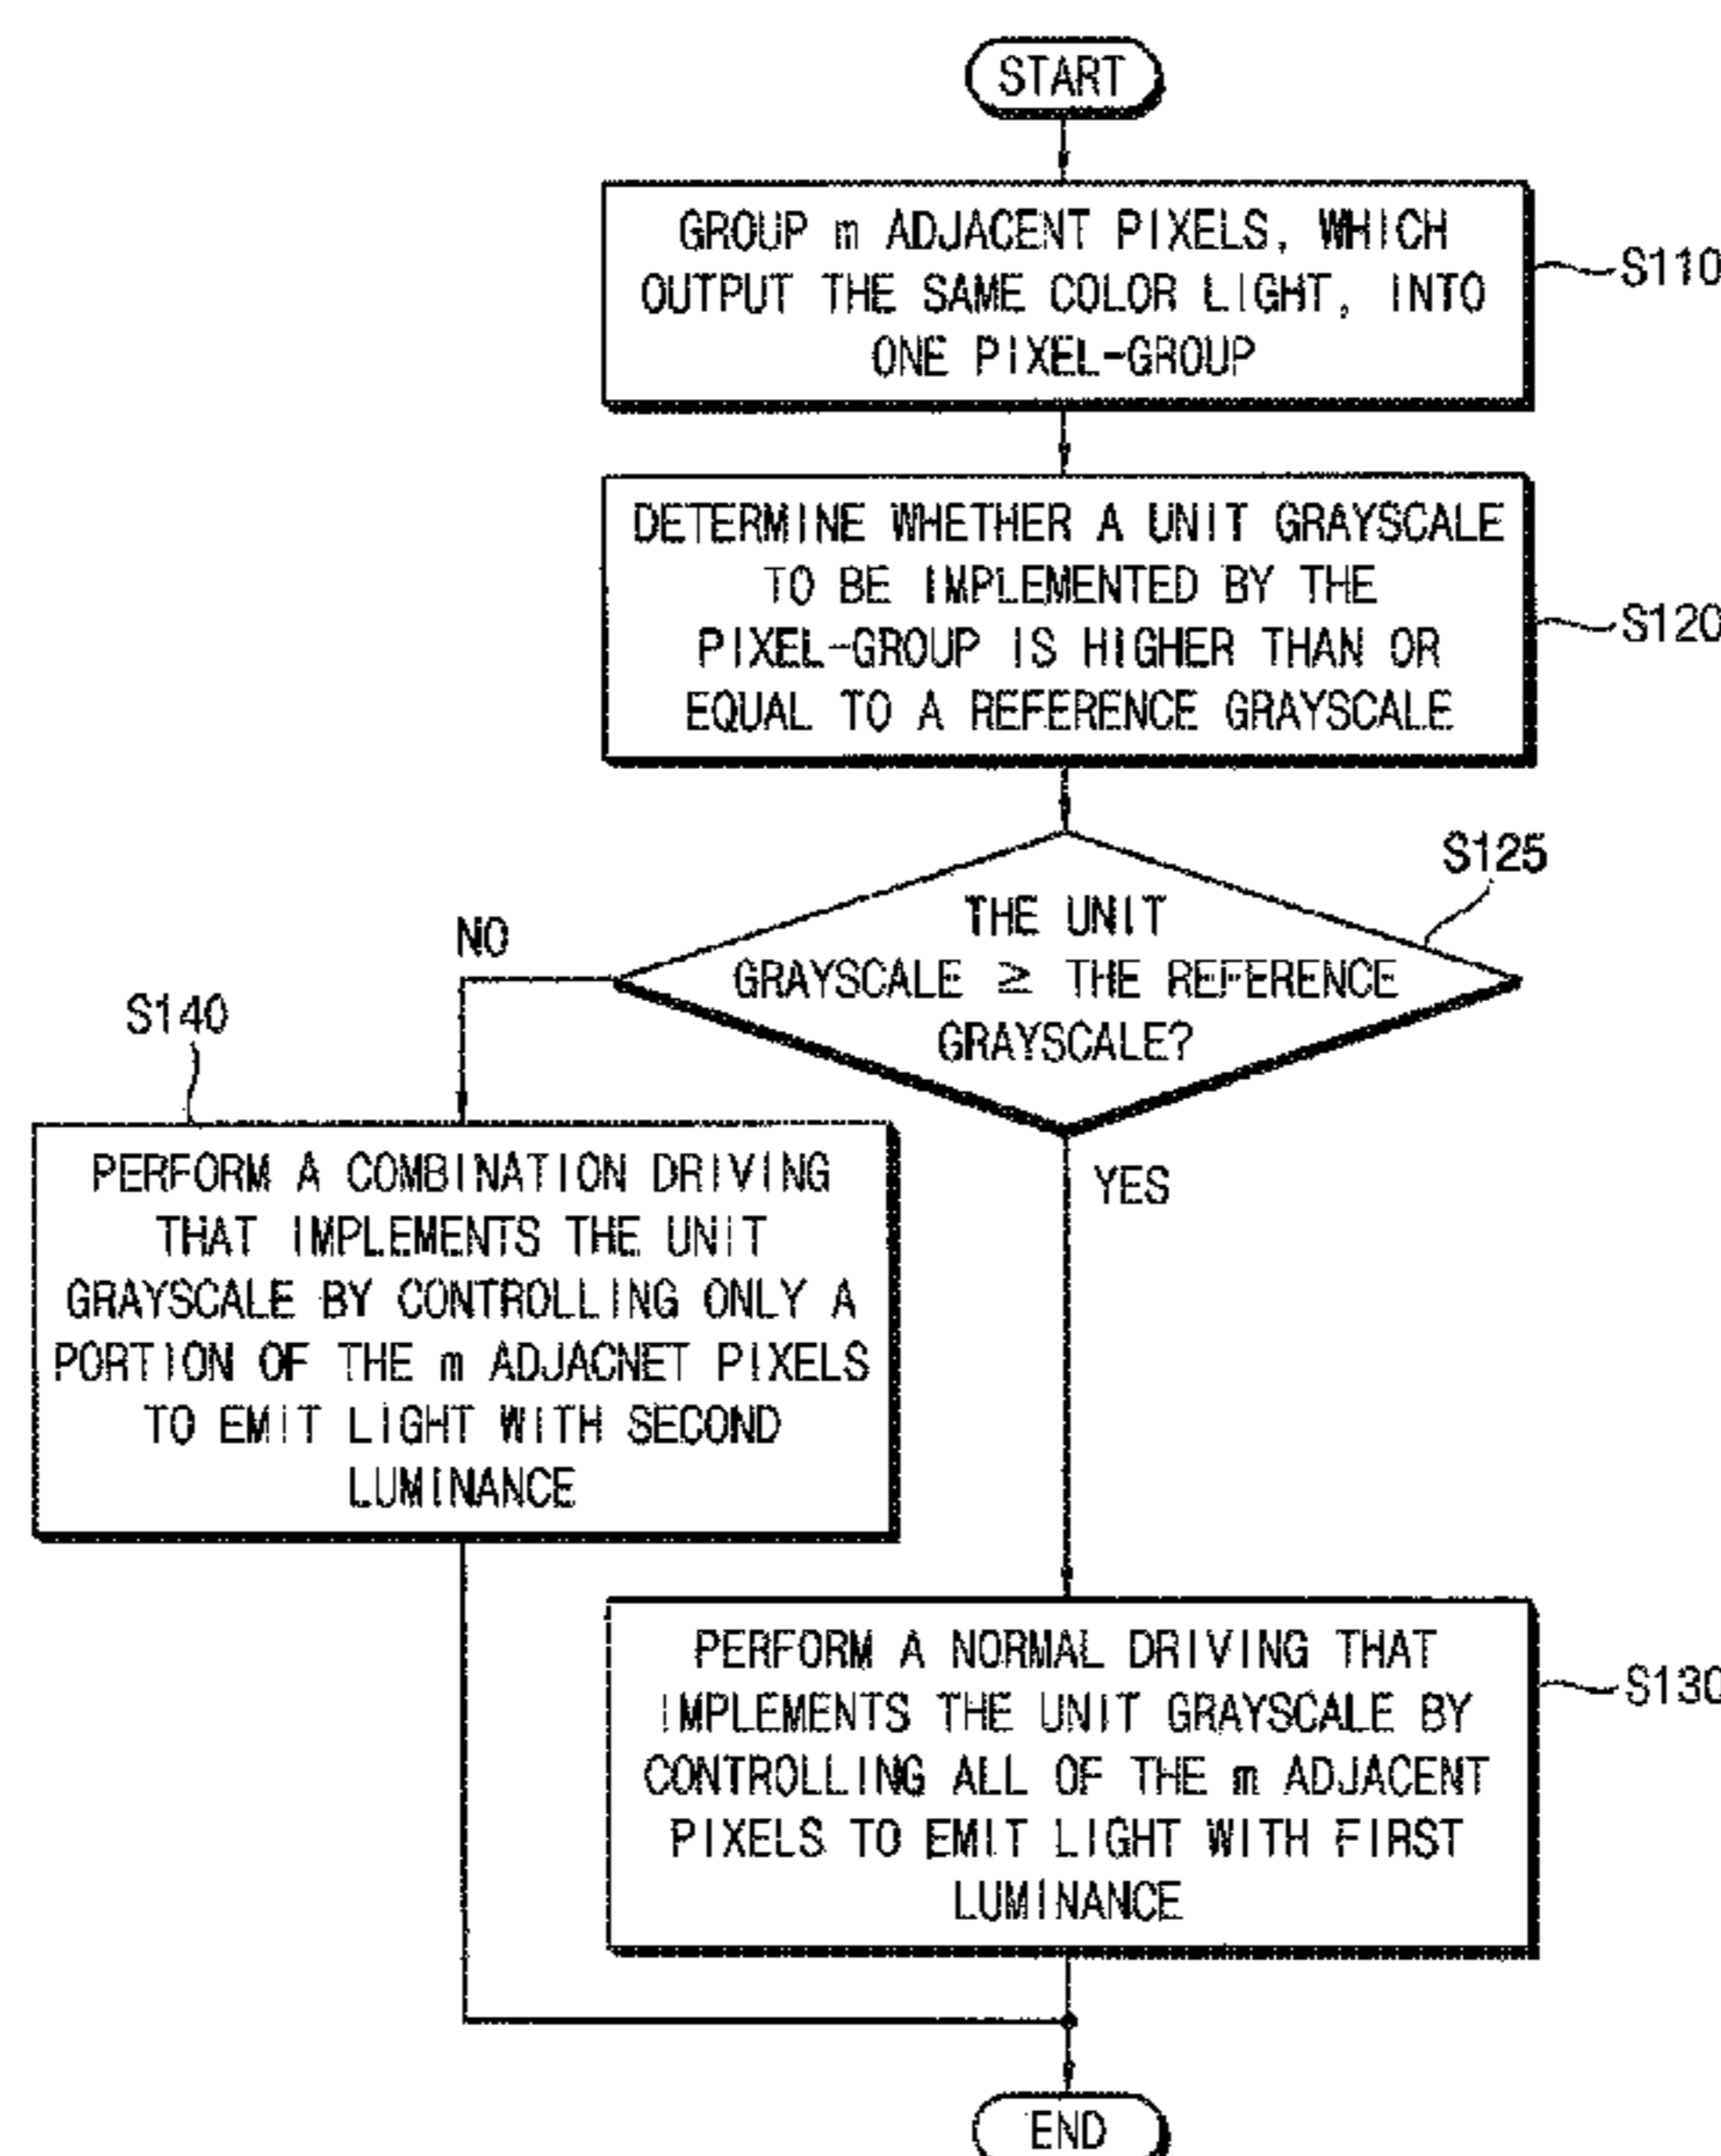 START
GROUP m ADJACENT PIXELS, WHICH
OUTPUT THE SAME COLOR LIGHT, INTO
ONE PIXEL-GROUP
S110
DETERMINE WHETHER A UNIT GRAYSCALE
TO BE IMPLEMENTED BY THE
PIXEL-GROUP IS HIGHER THAN OR
EQUAL TO A REFERENCE GRAYSCALE
S120
S125
THE UNIT
GRAYSCALE ≥ THE REFERENCE
GRAYSCALE?
NO
YES
S140
PERFORM A COMBINATION DRIVING
THAT IMPLEMENTS THE UNIT
GRAYSCALE BY CONTROLLING ONLY A
PORTION OF THE m ADJACNET PIXELS
TO EMIT LIGHT WITH SECOND
LUMINANCE
PERFORM A NORMAL DRIVING THAT
IMPLEMENTS THE UNIT GRAYSCALE BY
CONTROLLING ALL OF THE m ADJACENT
PIXELS TO EMIT LIGHT WITH FIRST
LUMINANCE
S130
END